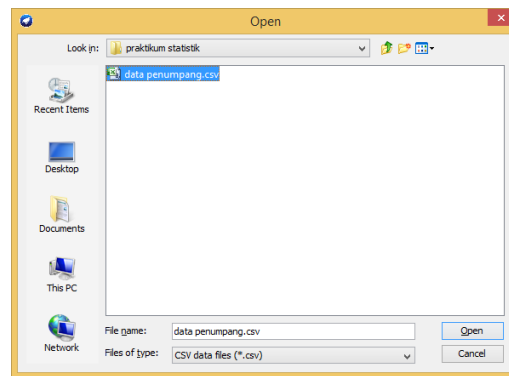 Open
Look in: praktikum statistik
data penumpang.csv
Recent Items
Desktop
Documents
This PC
Network
File name: data penumpang.csv Open
Files of type: CSV data files (*.csv) Cancel